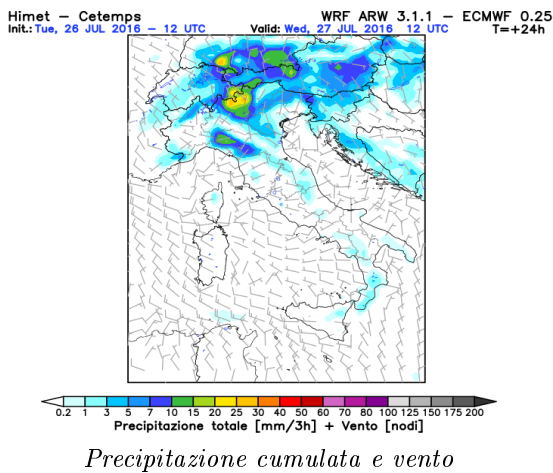 Himet – Cetemps WRF ARW 3.1.1 – ECMWF 0.25
Init.: Tue, 26 JUL 2016 – 12 UTC Valid: Wed, 27 JUL 2016 12 UTC T=+24h
0.2 1 3 5 7 10 15 20 25 30 40 50 60 70 80 100 125 150 175 200
Precipitazione totale [mm/3h] + Vento [nodi]
Precipitazione cumulata e vento